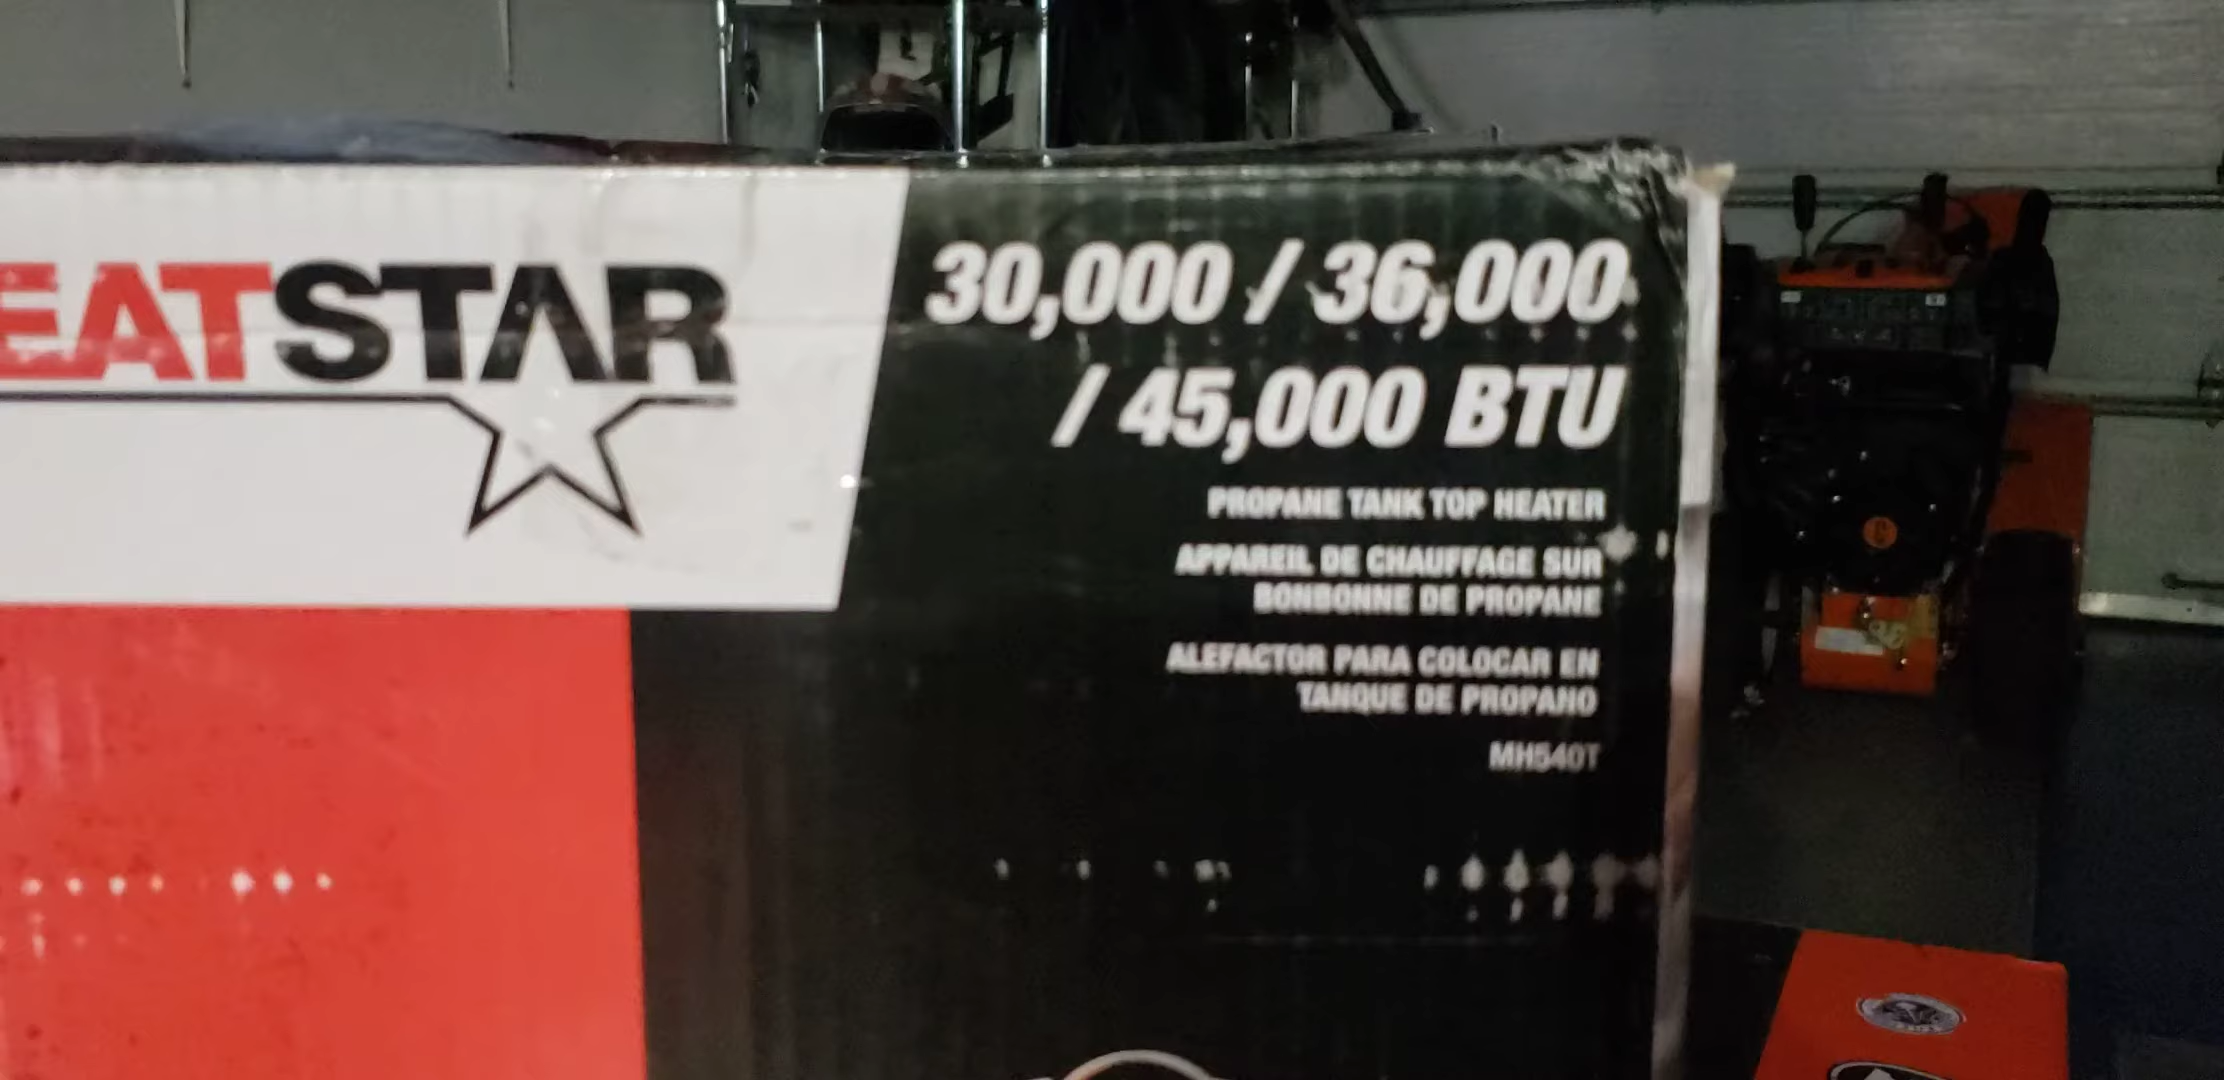 EATSTAR
30,000 / 36,000
/ 45,000 BTU
PROPANE TANK TOP HEATER
APPAREIL DE CHAUFFAGE SUR
BONBONNE DE PROPANE
ALEFACTOR PARA COLOCAR EN
TANQUE DE PROPANO
MH540T